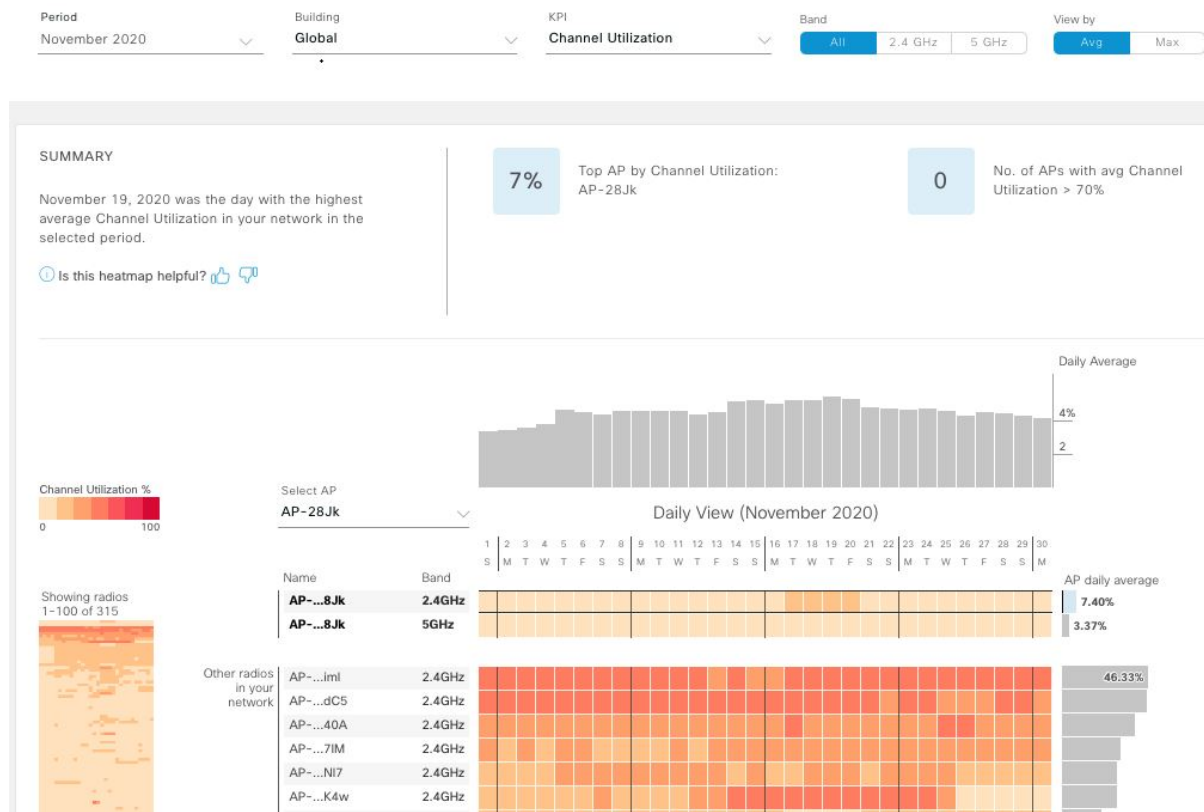 Period
November 2020
Building
Global
KPI
Channel Utilization
Band
All 2.4 GHz 5 GHz
View by
Avg Max
SUMMARY
November 19, 2020 was the day with the highest
average Channel Utilization in your network in the
selected period.
Is this heatmap helpful?
7%
Top AP by Channel Utilization:
AP-28Jk
0
No. of APs with avg Channel
Utilization > 70%
Daily Average
4%
2
Channel Utilization %
0 100
Select AP
AP-28Jk
Daily View (November 2020)
1 2 3 4 5 6 7 8 9 10 11 12 13 14 15 16 17 18 19 20 21 22 23 24 25 26 27 28 29 30
S M T W T F S S M T W T F S S M T W T F S S M T W T F S S M
Name Band
AP daily average
Showing radios
1-100 of 315
AP-...8Jk 2.4GHz 7.40%
AP-...8Jk 5GHz 3.37%
Other radios
in your
network
AP-...iml 2.4GHz 46.33%
AP-...dC5 2.4GHz
AP-...40A 2.4GHz
AP-...7IM 2.4GHz
AP-...NI7 2.4GHz
AP-...K4w 2.4GHz